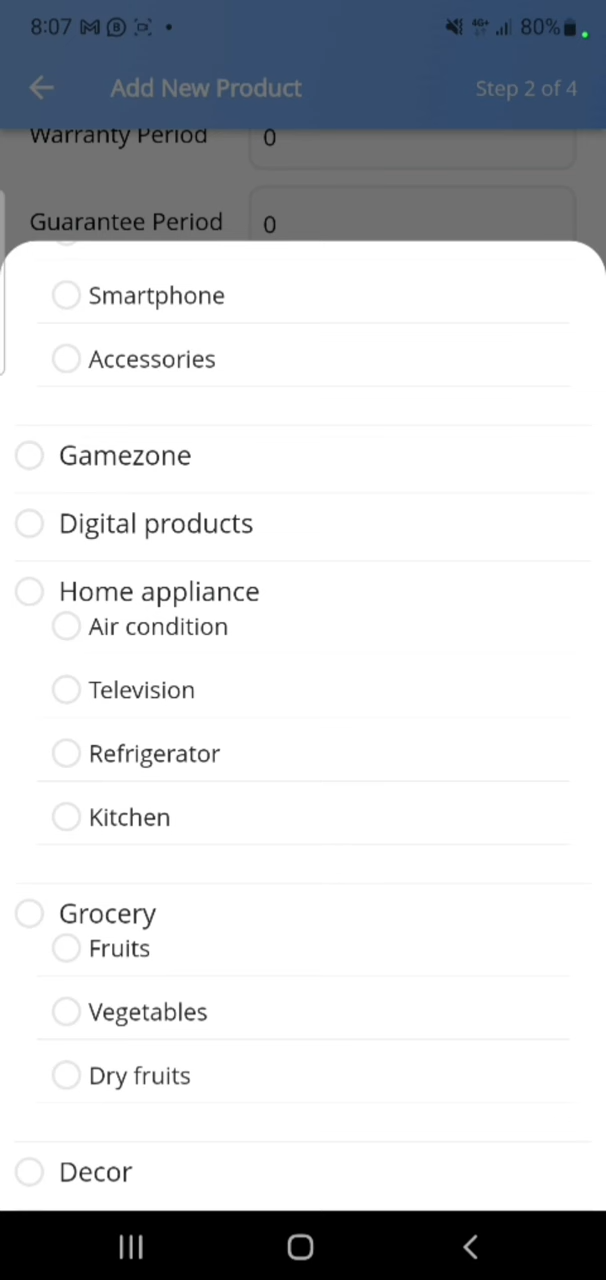 8:07 4G+ 80%
Add New Product Step 2 of 4
Warranty Period 0
Guarantee Period 0
Smartphone
Accessories
Gamezone
Digital products
Home appliance
Air condition
Television
Refrigerator
Kitchen
Grocery
Fruits
Vegetables
Dry fruits
Decor